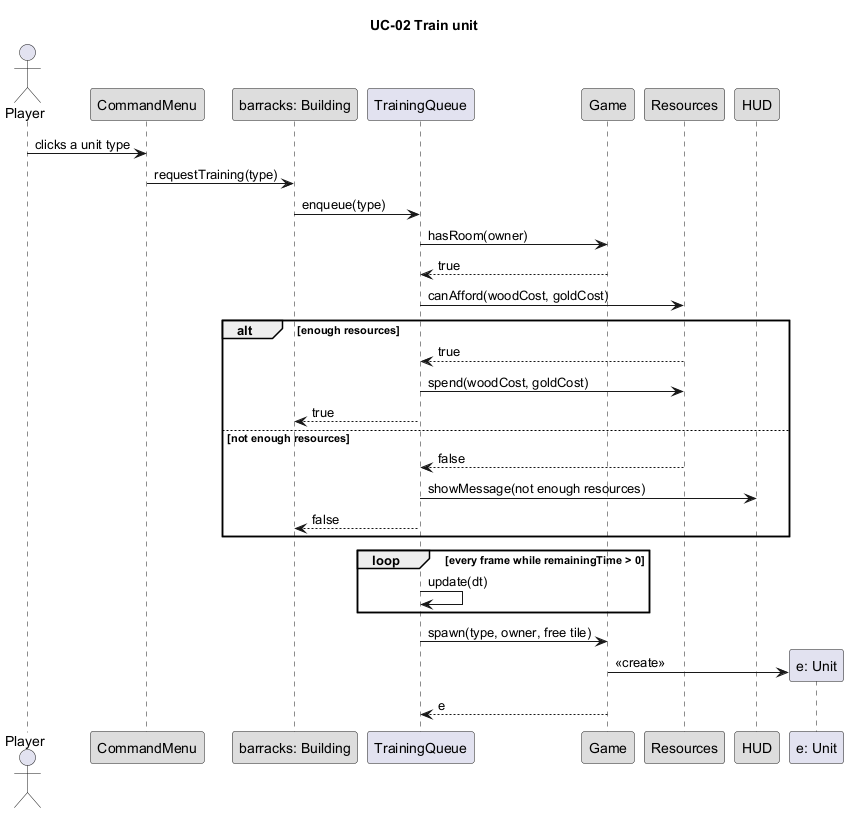 UC-02 Train unit
Player
CommandMenu
barracks: Building
TrainingQueue
Game
Resources
HUD
clicks a unit type
requestTraining(type)
enqueue(type)
hasRoom(owner)
true
canAfford(woodCost, goldCost)
alt
[enough resources]
true
spend(woodCost, goldCost)
true
[not enough resources]
false
showMessage(not enough resources)
false
loop
[every frame while remainingTime > 0]
update(dt)
spawn(type, owner, free tile)
e: Unit
«create»
e
Player
CommandMenu
barracks: Building
TrainingQueue
Game
Resources
HUD
e: Unit